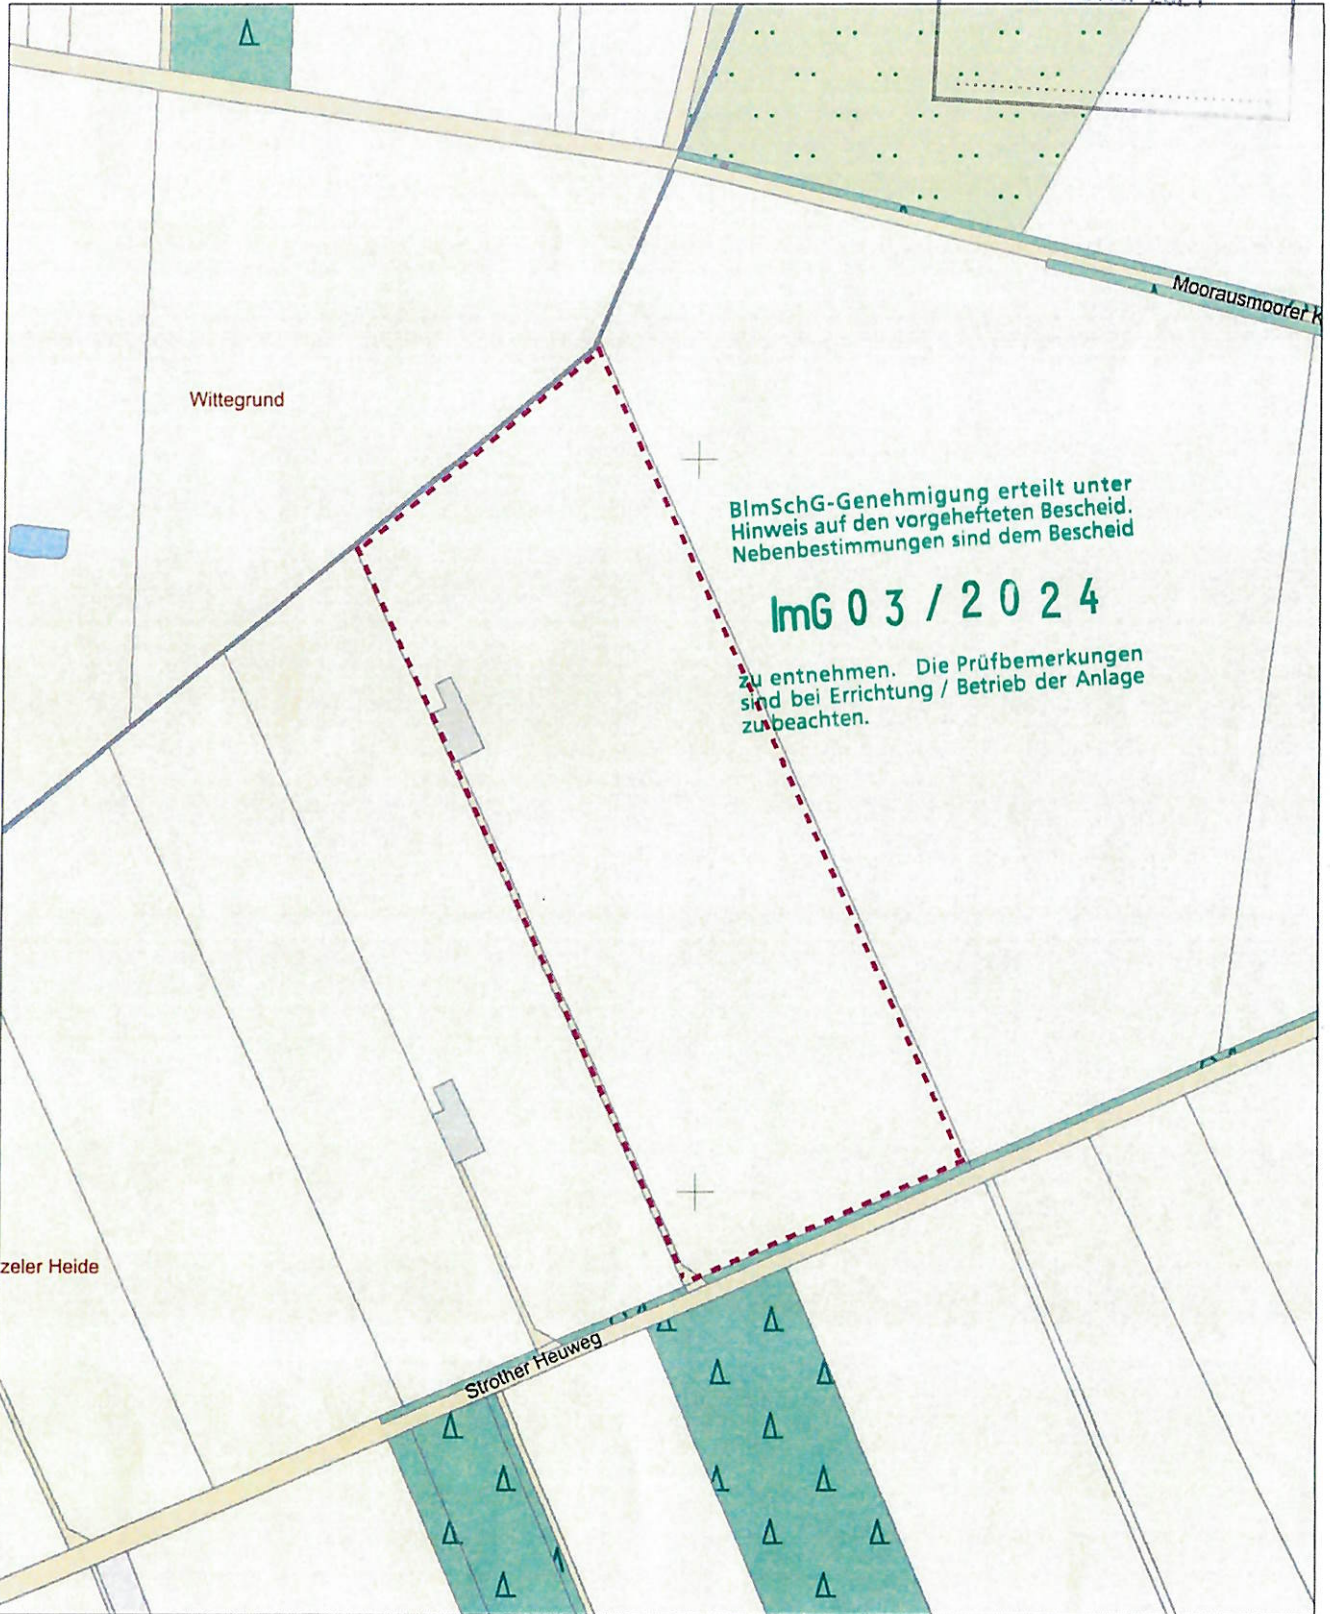 Moorausmoorer K
Wittegrund
BImSchG-Genehmigung erteilt unter
Hinweis auf den vorgehefteten Bescheid.
Nebenbestimmungen sind dem Bescheid
ImG 03/2024
zu entnehmen. Die Prüfbemerkungen
sind bei Errichtung / Betrieb der Anlage
zu beachten.
zeler Heide
Strother Heuweg